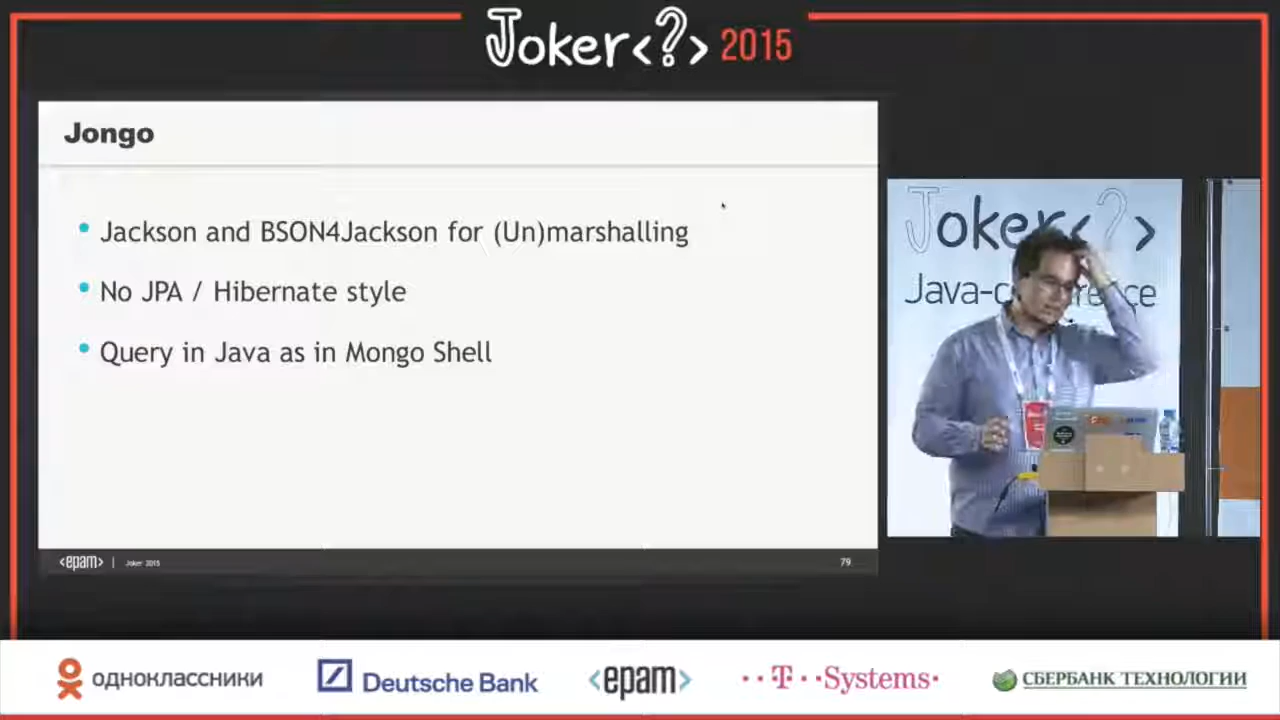 Joker<?> 2015
Jongo
Jackson and BSON4Jackson for (Un)marshalling
No JPA / Hibernate style
Query in Java as in Mongo Shell
<epam> | Joker 2015
79
Joker<?>
Java-c rence
одноклассники
Deutsche Bank
<epam>
··T··Systems·
СБЕРБАНК ТЕХНОЛОГИИ